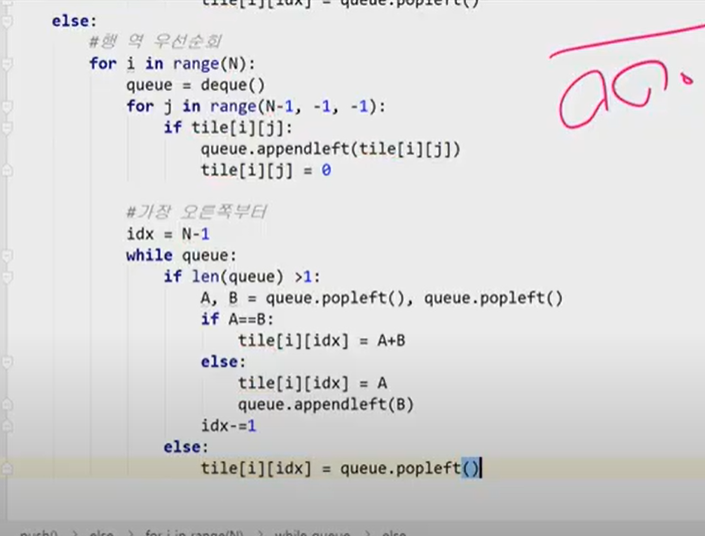 tile[i][idx] = queue.popleft()
else:
#행 역 우선순회
for i in range(N):
queue = deque()
for j in range(N-1, -1, -1):
if tile[i][j]:
queue.appendleft(tile[i][j])
tile[i][j] = 0
#가장 오른쪽부터
idx = N-1
while queue:
if len(queue) >1:
A, B = queue.popleft(), queue.popleft()
if A==B:
tile[i][idx] = A+B
else:
tile[i][idx] = A
queue.appendleft(B)
idx-=1
else:
tile[i][idx] = queue.popleft()
push() > else > for i in range(N) > while queue > else